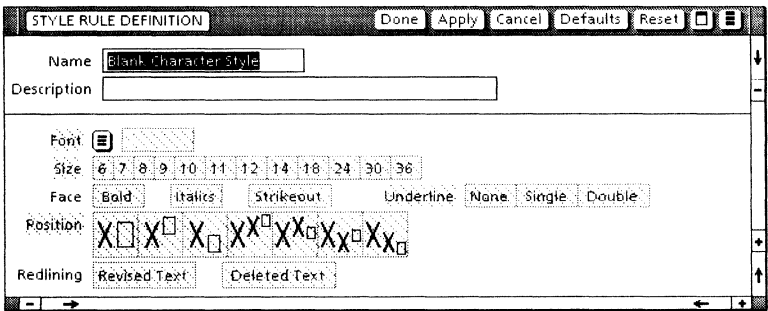 STYLE RULE DEFINITION Done Apply Cancel Defaults Reset
Name Blank Character Style
Description
Font
Size 6 7 8 9 10 11 12 14 18 24 30 36
Face Bold Italics Strikeout Underline None Single Double
Position X X X X X X X X X X X
Redlining Revised Text Deleted Text